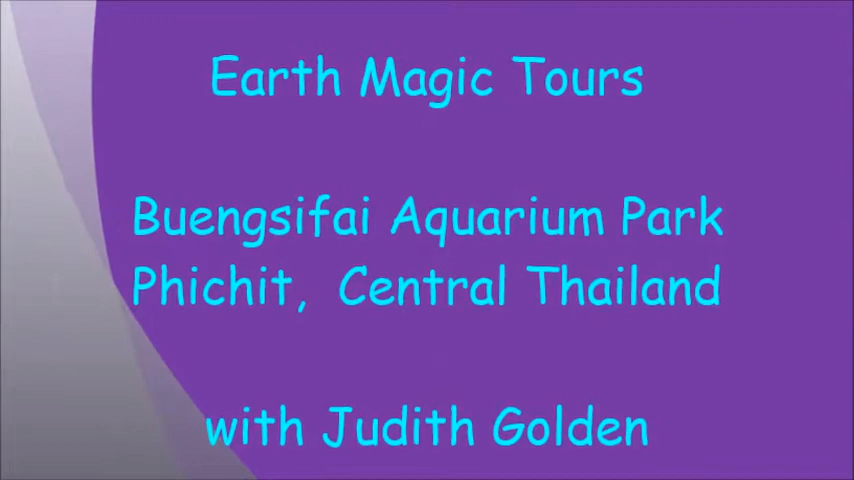 Earth Magic Tours
Buengsifai Aquarium Park
Phichit, Central Thailand
with Judith Golden